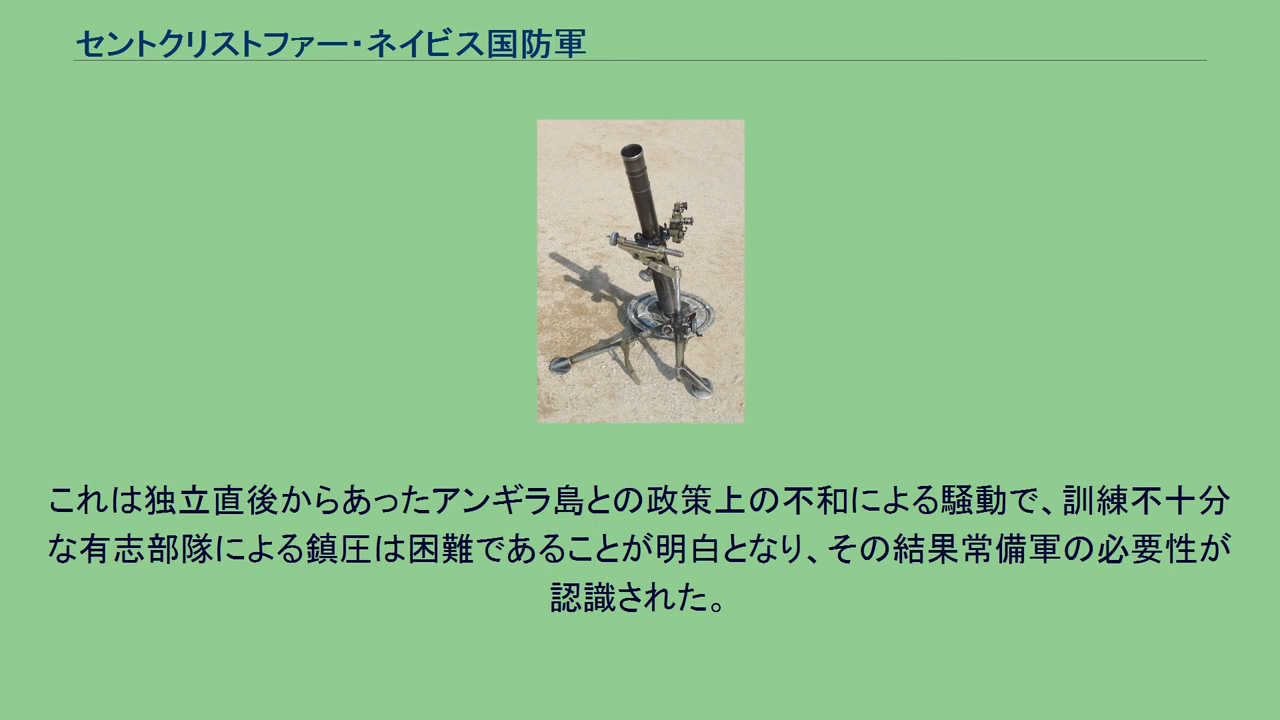 セントクリストファー・ネイビス国防軍
これは独立直後からあったアンギラ島との政策上の不和による騒動で、訓練不十分
な有志部隊による鎮圧は困難であることが明白となり、その結果常備軍の必要性が
認識された。